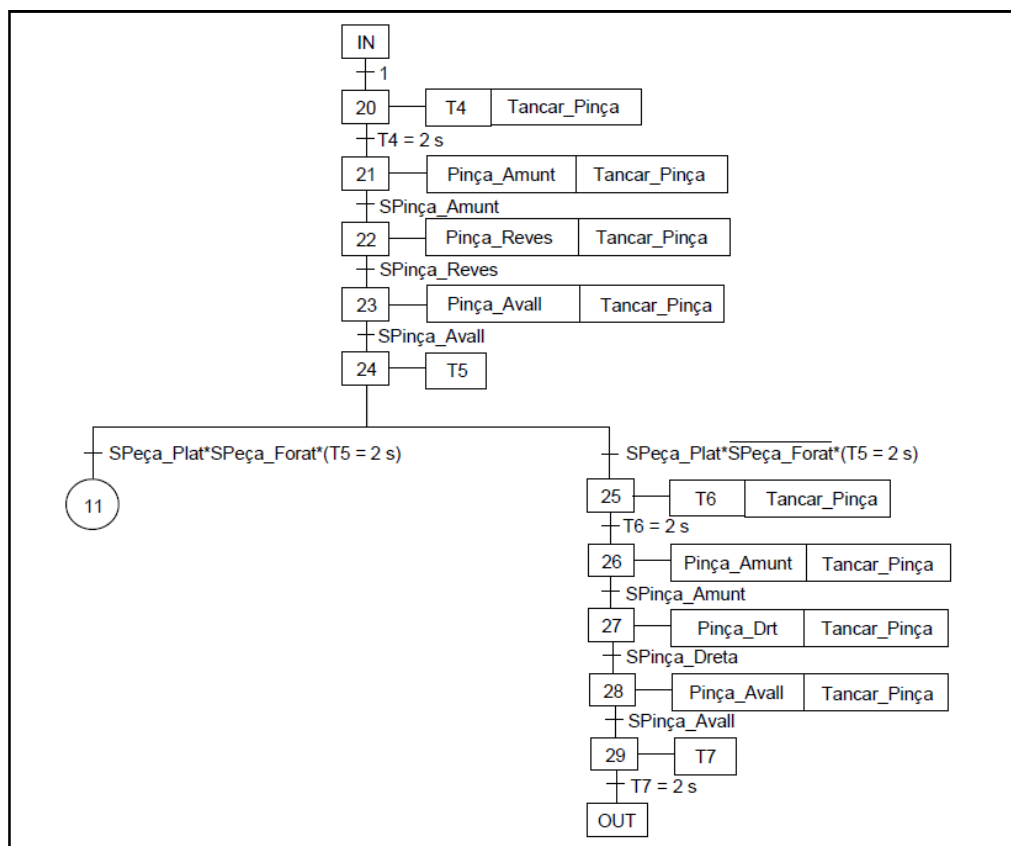 IN
1
20 T4 Tancar_Pinça
T4 = 2 s
21 Pinça_Amunt Tancar_Pinça
SPinça_Amunt
22 Pinça_Reves Tancar_Pinça
SPinça_Reves
23 Pinça_Avall Tancar_Pinça
SPinça_Avall
24 T5
SPeça_Plat*SPeça_Forat*(T5 = 2 s)
11
SPeça_Plat*SPeça_Forat*(T5 = 2 s)
25 T6 Tancar_Pinça
T6 = 2 s
26 Pinça_Amunt Tancar_Pinça
SPinça_Amunt
27 Pinça_Drt Tancar_Pinça
SPinça_Dreta
28 Pinça_Avall Tancar_Pinça
SPinça_Avall
29 T7
T7 = 2 s
OUT